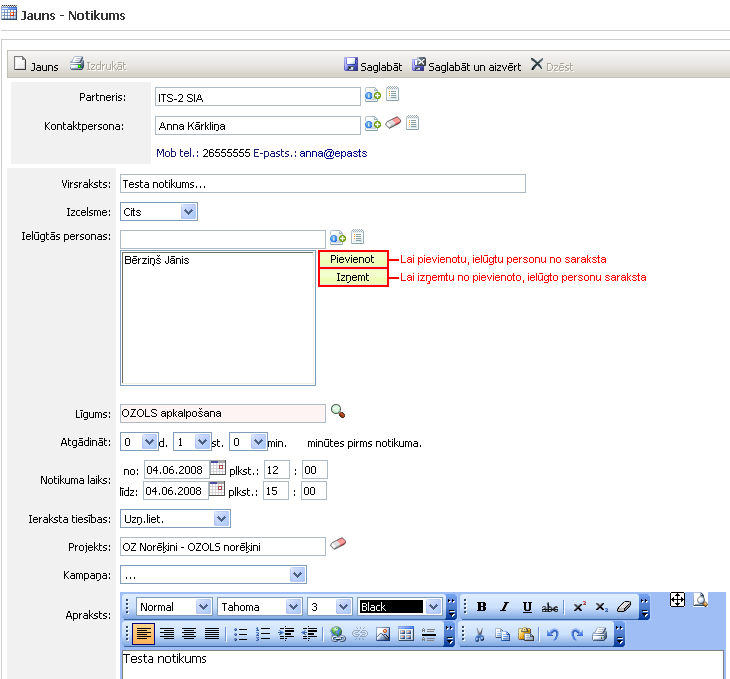 Jauns - Notikums
Jauns Izdrukāt Saglabāt Saglabāt un aizvērt Dzēst
Partneris: ITS-2 SIA
Kontaktpersona: Anna Kārkliņa
Mob tel.: 26555555 E-pasts.: anna@epasts
Virsraksts: Testa notikums...
Izcelsme: Cits
Ielūgtās personas:
Bērziņš Jānis Pievienot Lai pievienotu, ielūgtu personu no saraksta
Izņemt Lai izņemtu no pievienoto, ielūgto personu saraksta
Līgums: OZOLS apkalpošana
Atgādināt: 0 d. 1 st. 0 min. minūtes pirms notikuma.
Notikuma laiks: no: 04.06.2008 plkst.: 12 : 00
līdz: 04.06.2008 plkst.: 15 : 00
Ieraksta tiesības: Uzņ.liet.
Projekts: OZ Norēķini - OZOLS norēķini
Kampaņa: ...
Apraksts: Normal Tahoma 3 Black B I U abc x² x₂
Testa notikums